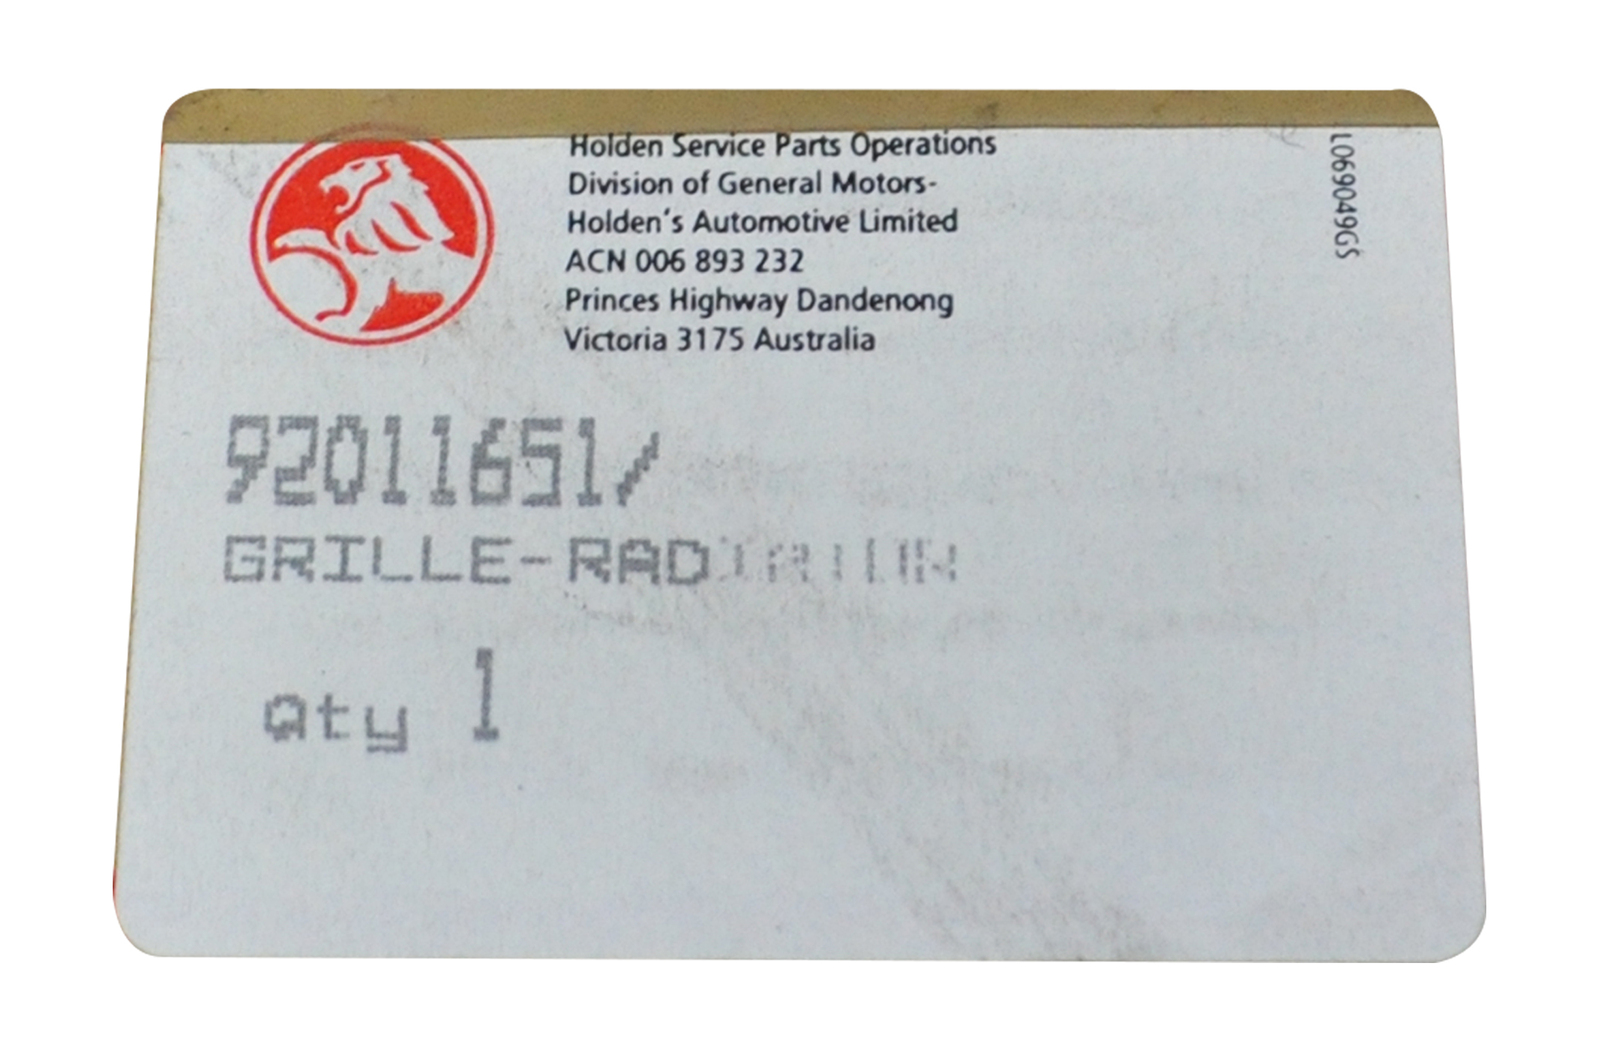 Holden Service Parts Operations
Division of General Motors-
Holden's Automotive Limited
ACN 006 893 232
Princes Highway Dandenong
Victoria 3175 Australia
L069049GS
92011651/
GRILLE-RAD
Qty 1